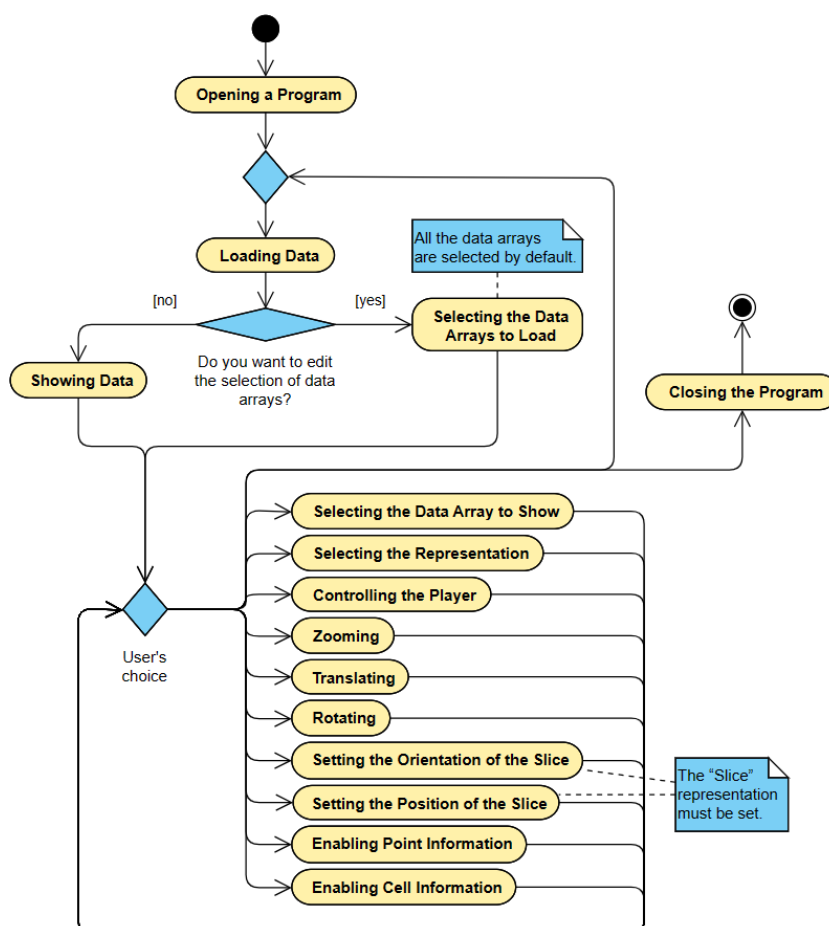 Opening a Program
Loading Data
All the data arrays
are selected by default.
[no]
[yes]
Selecting the Data
Arrays to Load
Do you want to edit
the selection of data
arrays?
Showing Data
Closing the Program
Selecting the Data Array to Show
Selecting the Representation
Controlling the Player
Zooming
User's
choice
Translating
Rotating
Setting the Orientation of the Slice
Setting the Position of the Slice
The “Slice”
representation
must be set.
Enabling Point Information
Enabling Cell Information